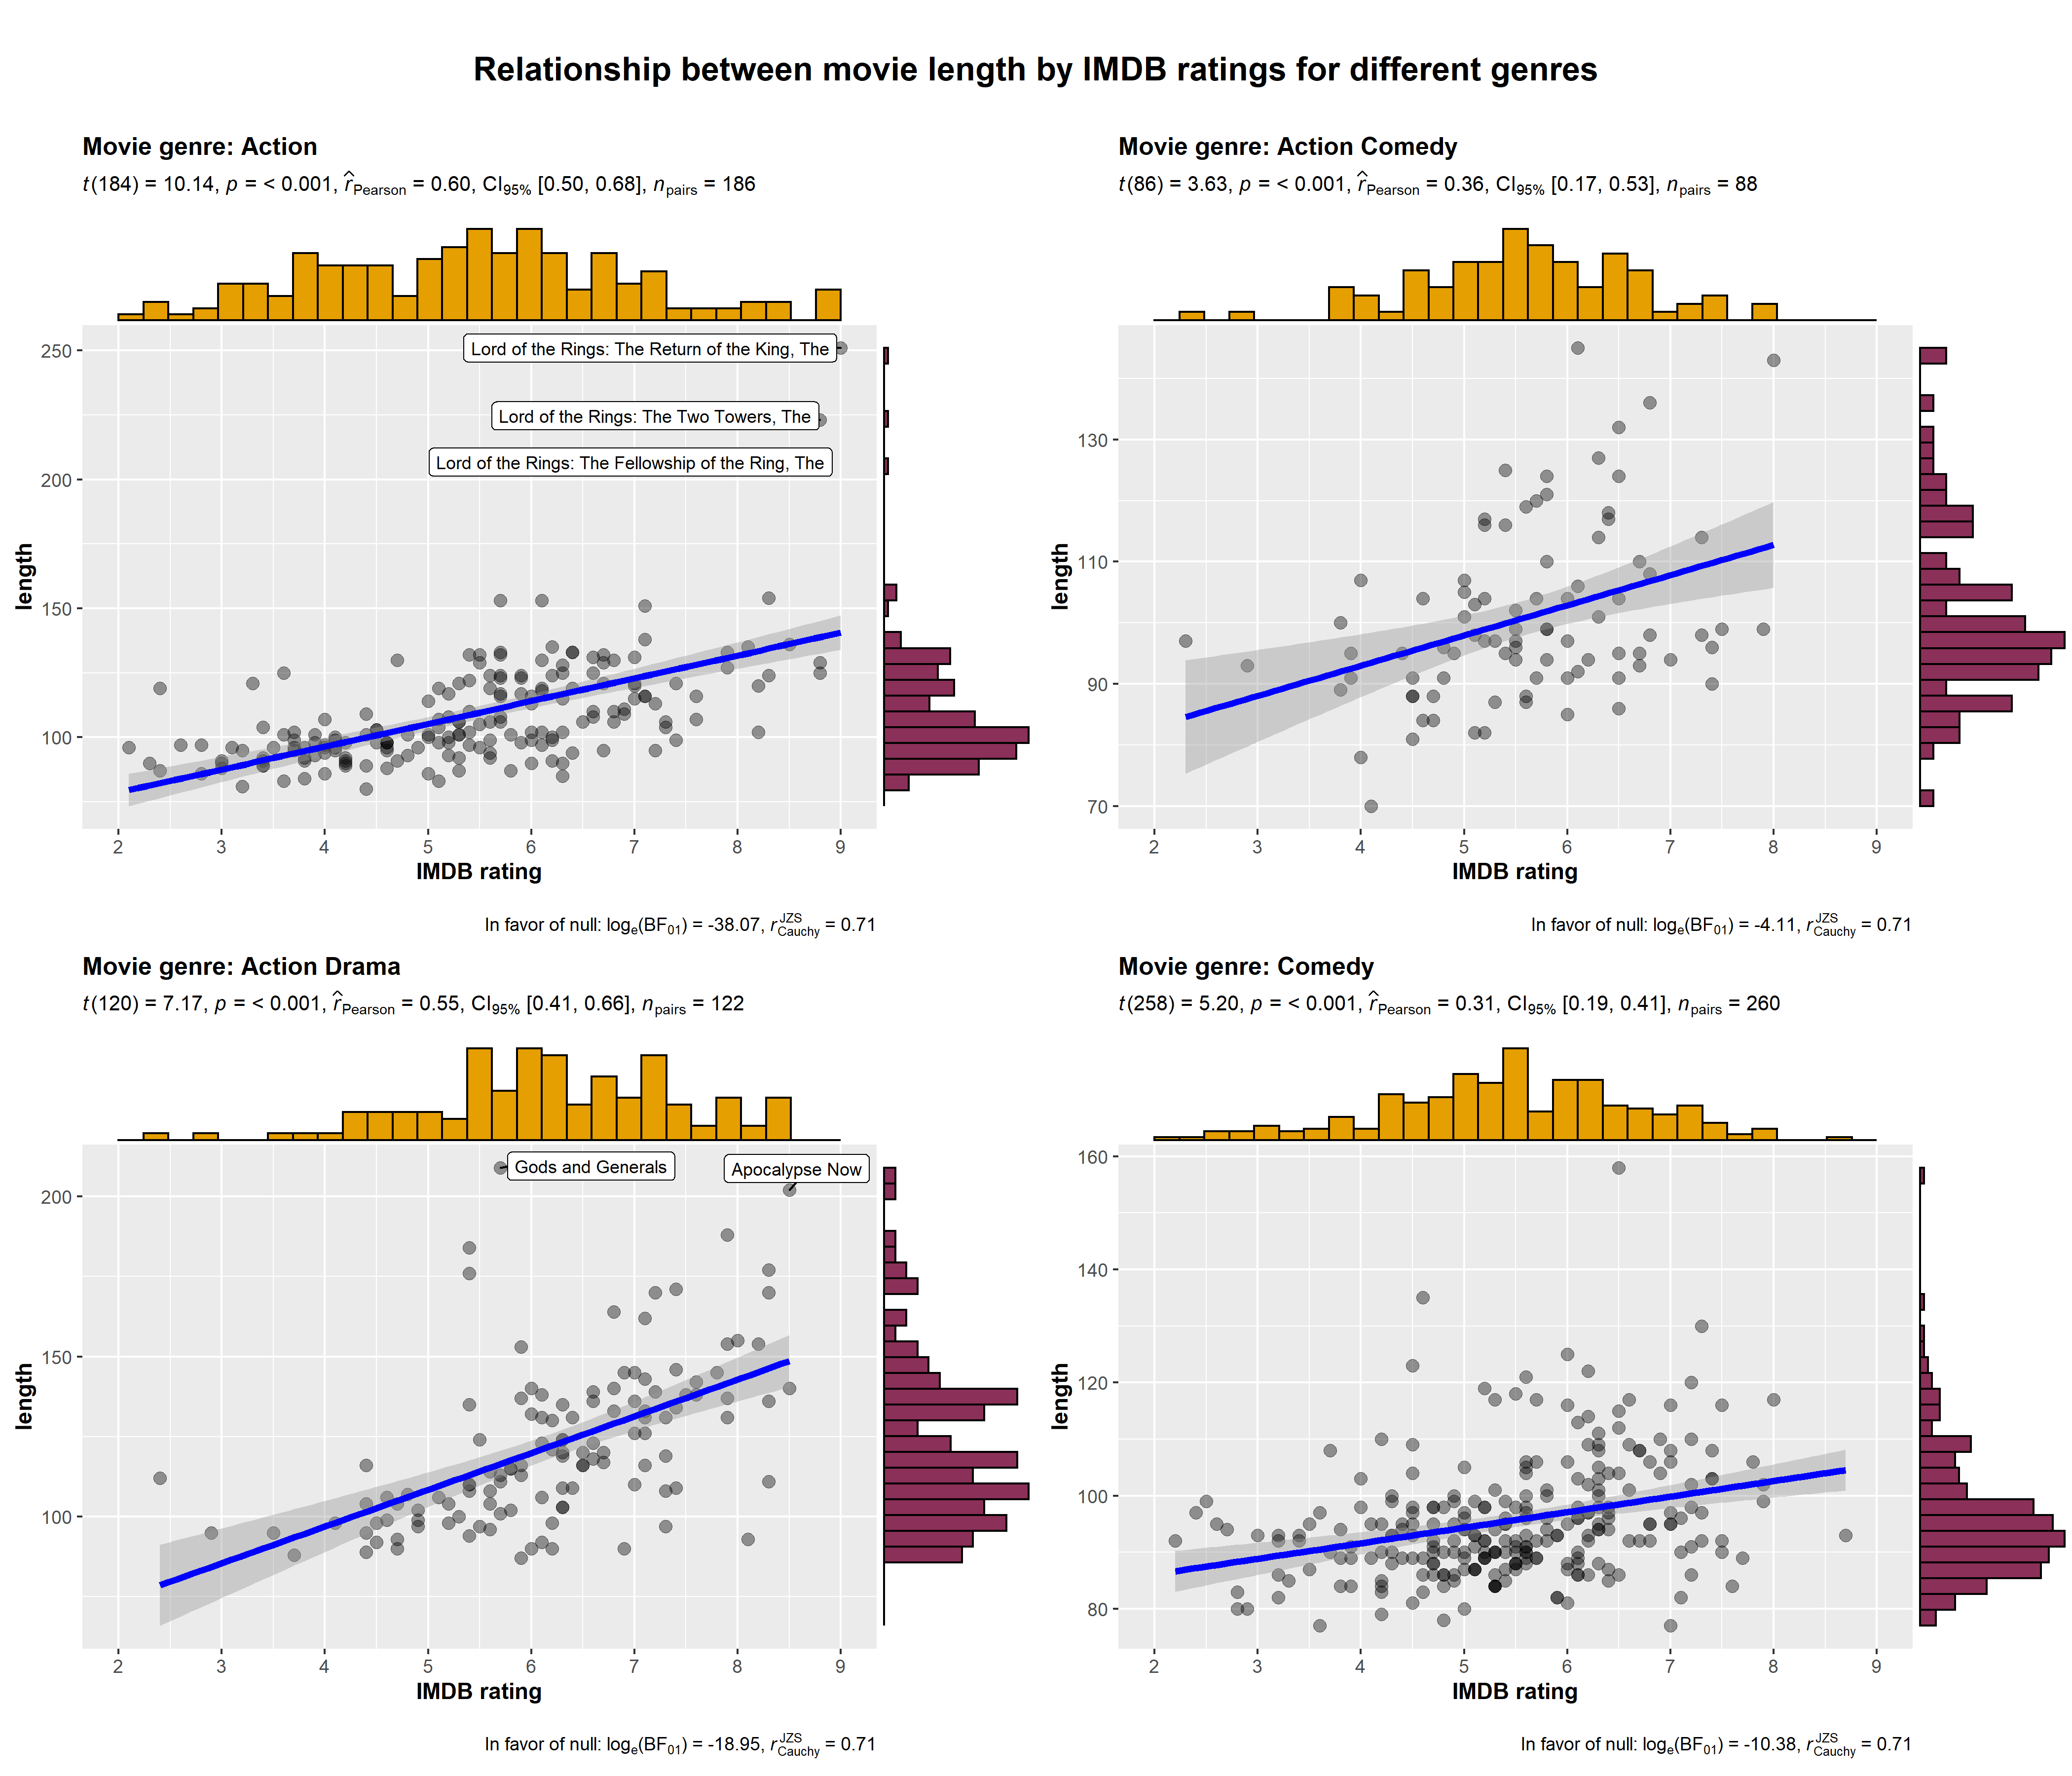 Relationship between movie length by IMDB ratings for different genres
Movie genre: Action
t(184) = 10.14, p = < 0.001, r̂Pearson = 0.60, CI95% [0.50, 0.68], npairs = 186
250
200
150
100
length
Lord of the Rings: The Return of the King, The
Lord of the Rings: The Two Towers, The
Lord of the Rings: The Fellowship of the Ring, The
2 3 4 5 6 7 8 9
IMDB rating
In favor of null: loge(BF01) = -38.07, rJZSCauchy = 0.71
Movie genre: Action Comedy
t(86) = 3.63, p = < 0.001, r̂Pearson = 0.36, CI95% [0.17, 0.53], npairs = 88
130
110
90
70
length
2 3 4 5 6 7 8 9
IMDB rating
In favor of null: loge(BF01) = -4.11, rJZSCauchy = 0.71
Movie genre: Action Drama
t(120) = 7.17, p = < 0.001, r̂Pearson = 0.55, CI95% [0.41, 0.66], npairs = 122
200
150
100
length
Gods and Generals
Apocalypse Now
2 3 4 5 6 7 8 9
IMDB rating
In favor of null: loge(BF01) = -18.95, rJZSCauchy = 0.71
Movie genre: Comedy
t(258) = 5.20, p = < 0.001, r̂Pearson = 0.31, CI95% [0.19, 0.41], npairs = 260
160
140
120
100
80
length
2 3 4 5 6 7 8 9
IMDB rating
In favor of null: loge(BF01) = -10.38, rJZSCauchy = 0.71